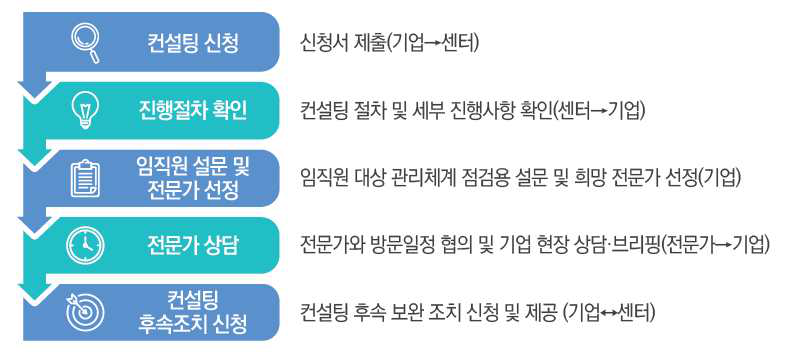 컨설팅 신청
신청서 제출(기업→센터)
진행절차 확인
컨설팅 절차 및 세부 진행사항 확인(센터→기업)
임직원 설문 및
전문가 선정
임직원 대상 관리체계 점검용 설문 및 희망 전문가 선정(기업)
전문가 상담
전문가와 방문일정 협의 및 기업 현장 상담·브리핑(전문가→기업)
컨설팅
후속조치 신청
컨설팅 후속 보완 조치 신청 및 제공 (기업↔센터)